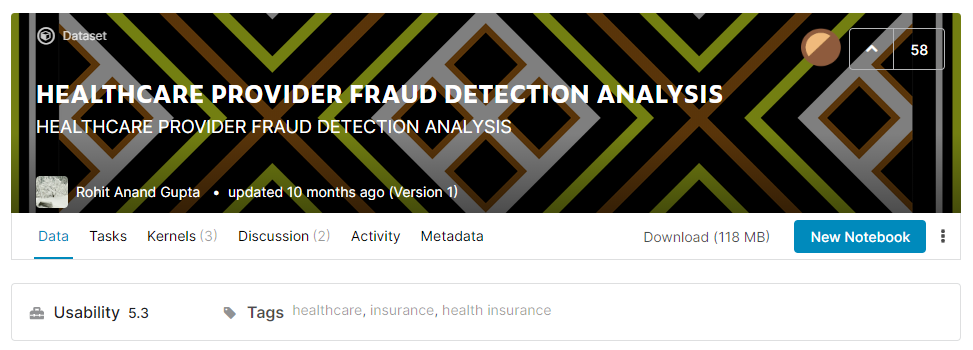 Dataset
58
HEALTHCARE PROVIDER FRAUD DETECTION ANALYSIS
HEALTHCARE PROVIDER FRAUD DETECTION ANALYSIS
Rohit Anand Gupta • updated 10 months ago (Version 1)
Data Tasks Kernels (3) Discussion (2) Activity Metadata Download (118 MB) New Notebook
Usability 5.3 Tags healthcare, insurance, health insurance